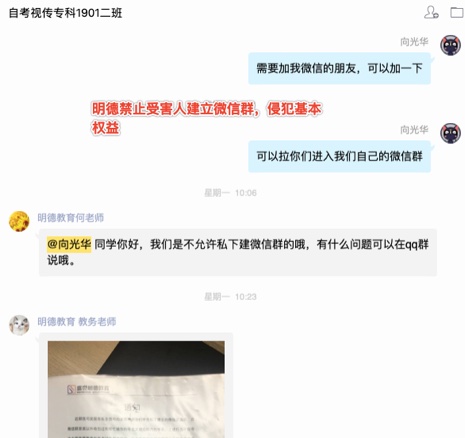 自考视传专科1901二班
向光华
需要加我微信的朋友，可以加一下
明德禁止受害人建立微信群，侵犯基本
权益
向光华
可以拉你们进入我们自己的微信群
星期一 10:06
明德教育何老师
@向光华 同学你好，我们是不允许私下建微信群的哦，有什么问题可以在qq群
说哦。
星期一 10:23
明德教育 教务老师